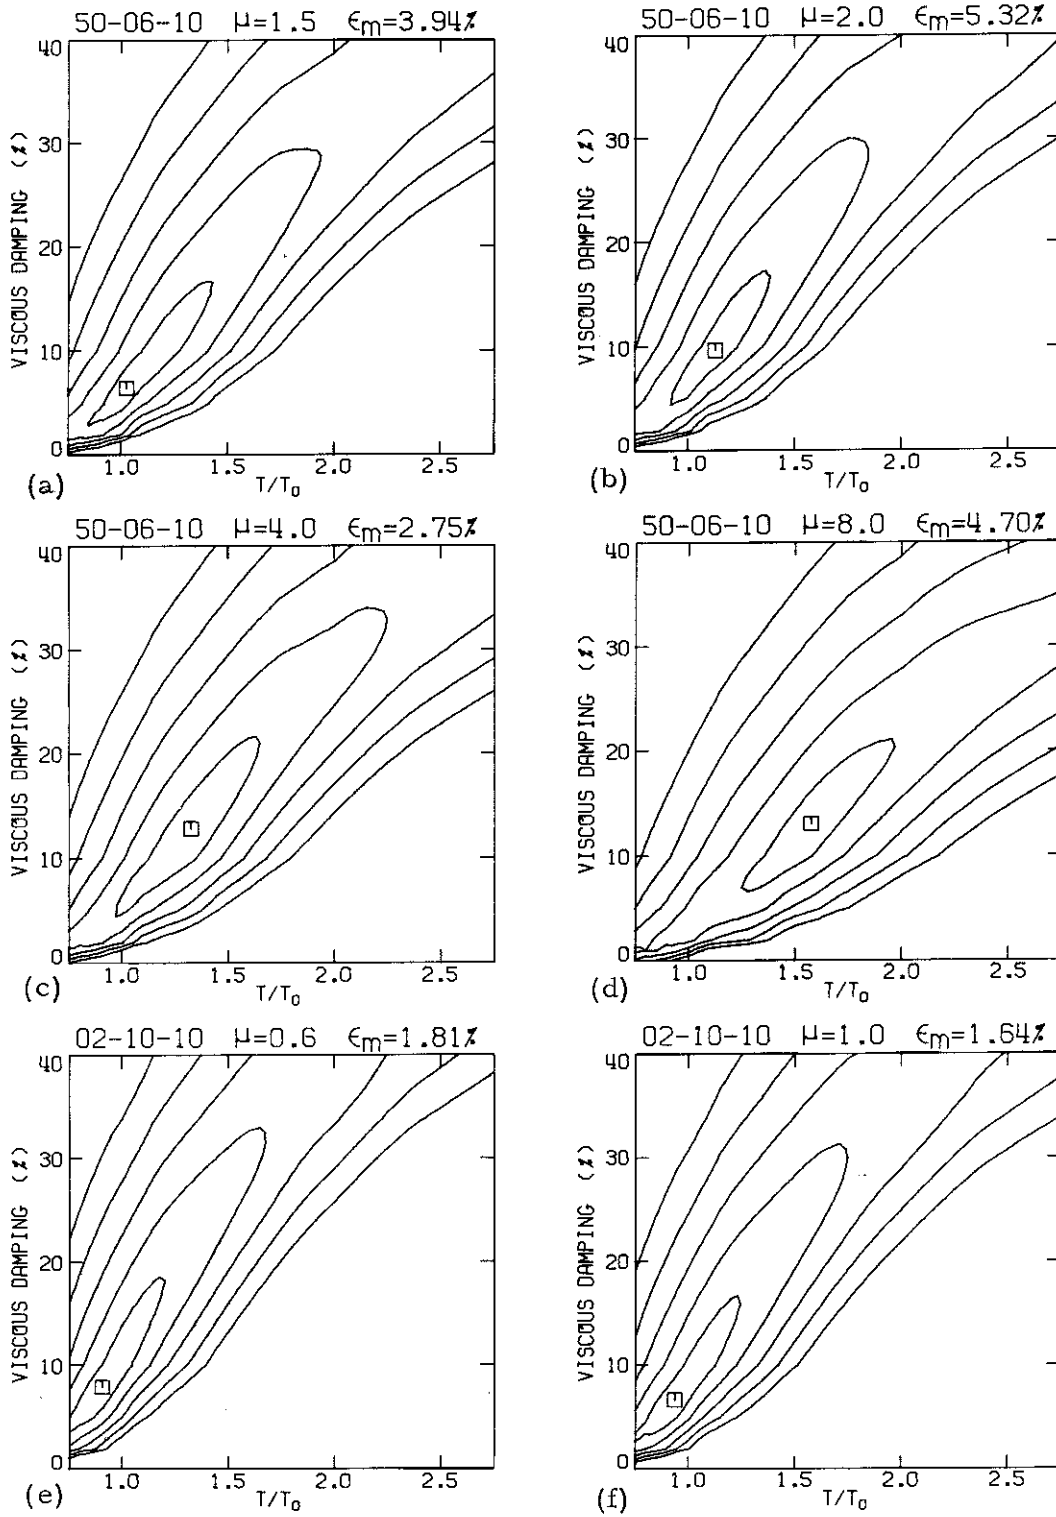 50-06-10 μ=1.5 ϵm=3.94%
40
30
20
10
0
VISCOUS DAMPING (%)
1.0 1.5 2.0 2.5
T/T₀
(a)
50-06-10 μ=2.0 ϵm=5.32%
40
30
20
10
0
VISCOUS DAMPING (%)
1.0 1.5 2.0 2.5
T/T₀
(b)
50-06-10 μ=4.0 ϵm=2.75%
40
30
20
10
0
VISCOUS DAMPING (%)
1.0 1.5 2.0 2.5
T/T₀
(c)
50-06-10 μ=8.0 ϵm=4.70%
40
30
20
10
0
VISCOUS DAMPING (%)
1.0 1.5 2.0 2.5
T/T₀
(d)
02-10-10 μ=0.6 ϵm=1.81%
40
30
20
10
0
VISCOUS DAMPING (%)
1.0 1.5 2.0 2.5
T/T₀
(e)
02-10-10 μ=1.0 ϵm=1.64%
40
30
20
10
0
VISCOUS DAMPING (%)
1.0 1.5 2.0 2.5
T/T₀
(f)